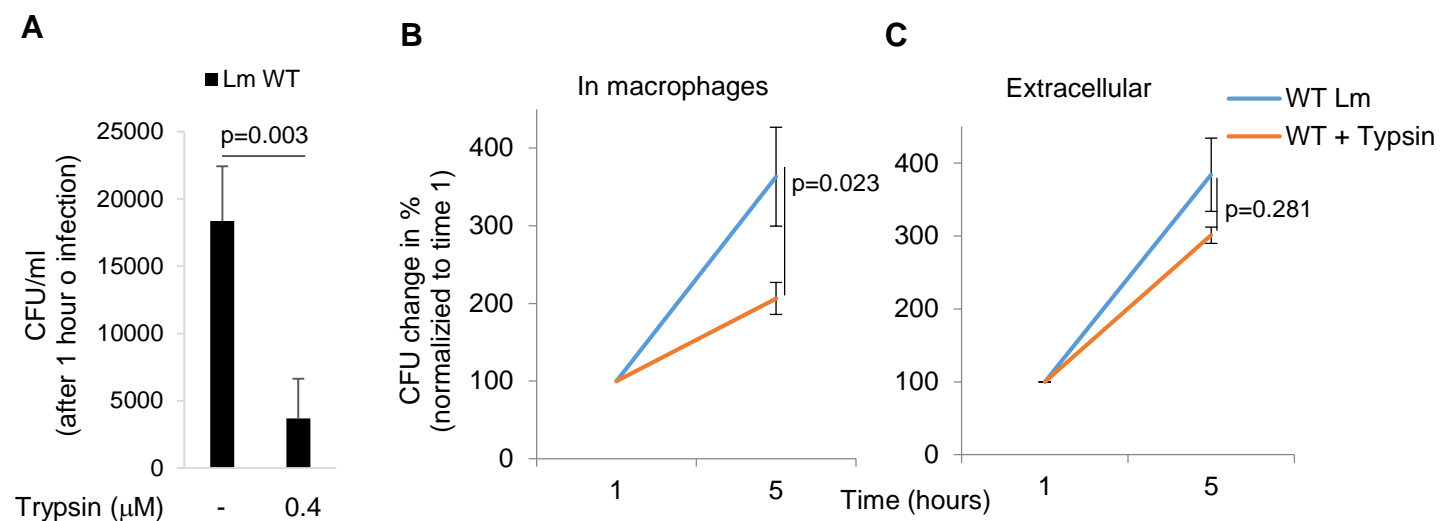 A
Lm WT
p=0.003
25000
20000
15000
10000
5000
0
CFU/ml
(after 1 hour o infection)
Trypsin (μM)
-
0.4
B
In macrophages
400
300
200
100
0
CFU change in %
(normalizied to time 1)
p=0.023
1
5
Time (hours)
C
Extracellular
WT Lm
WT + Typsin
400
300
200
100
0
p=0.281
1
5